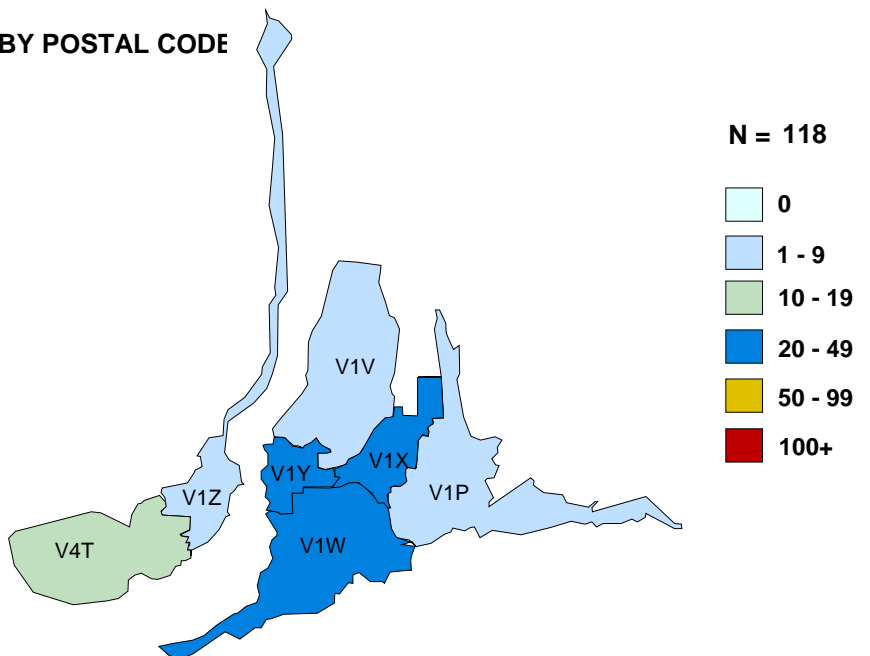 BY POSTAL CODE
N = 118
0
1 - 9
10 - 19
20 - 49
50 - 99
100+
V1V
V1Y
V1X
V1Z
V1P
V4T
V1W